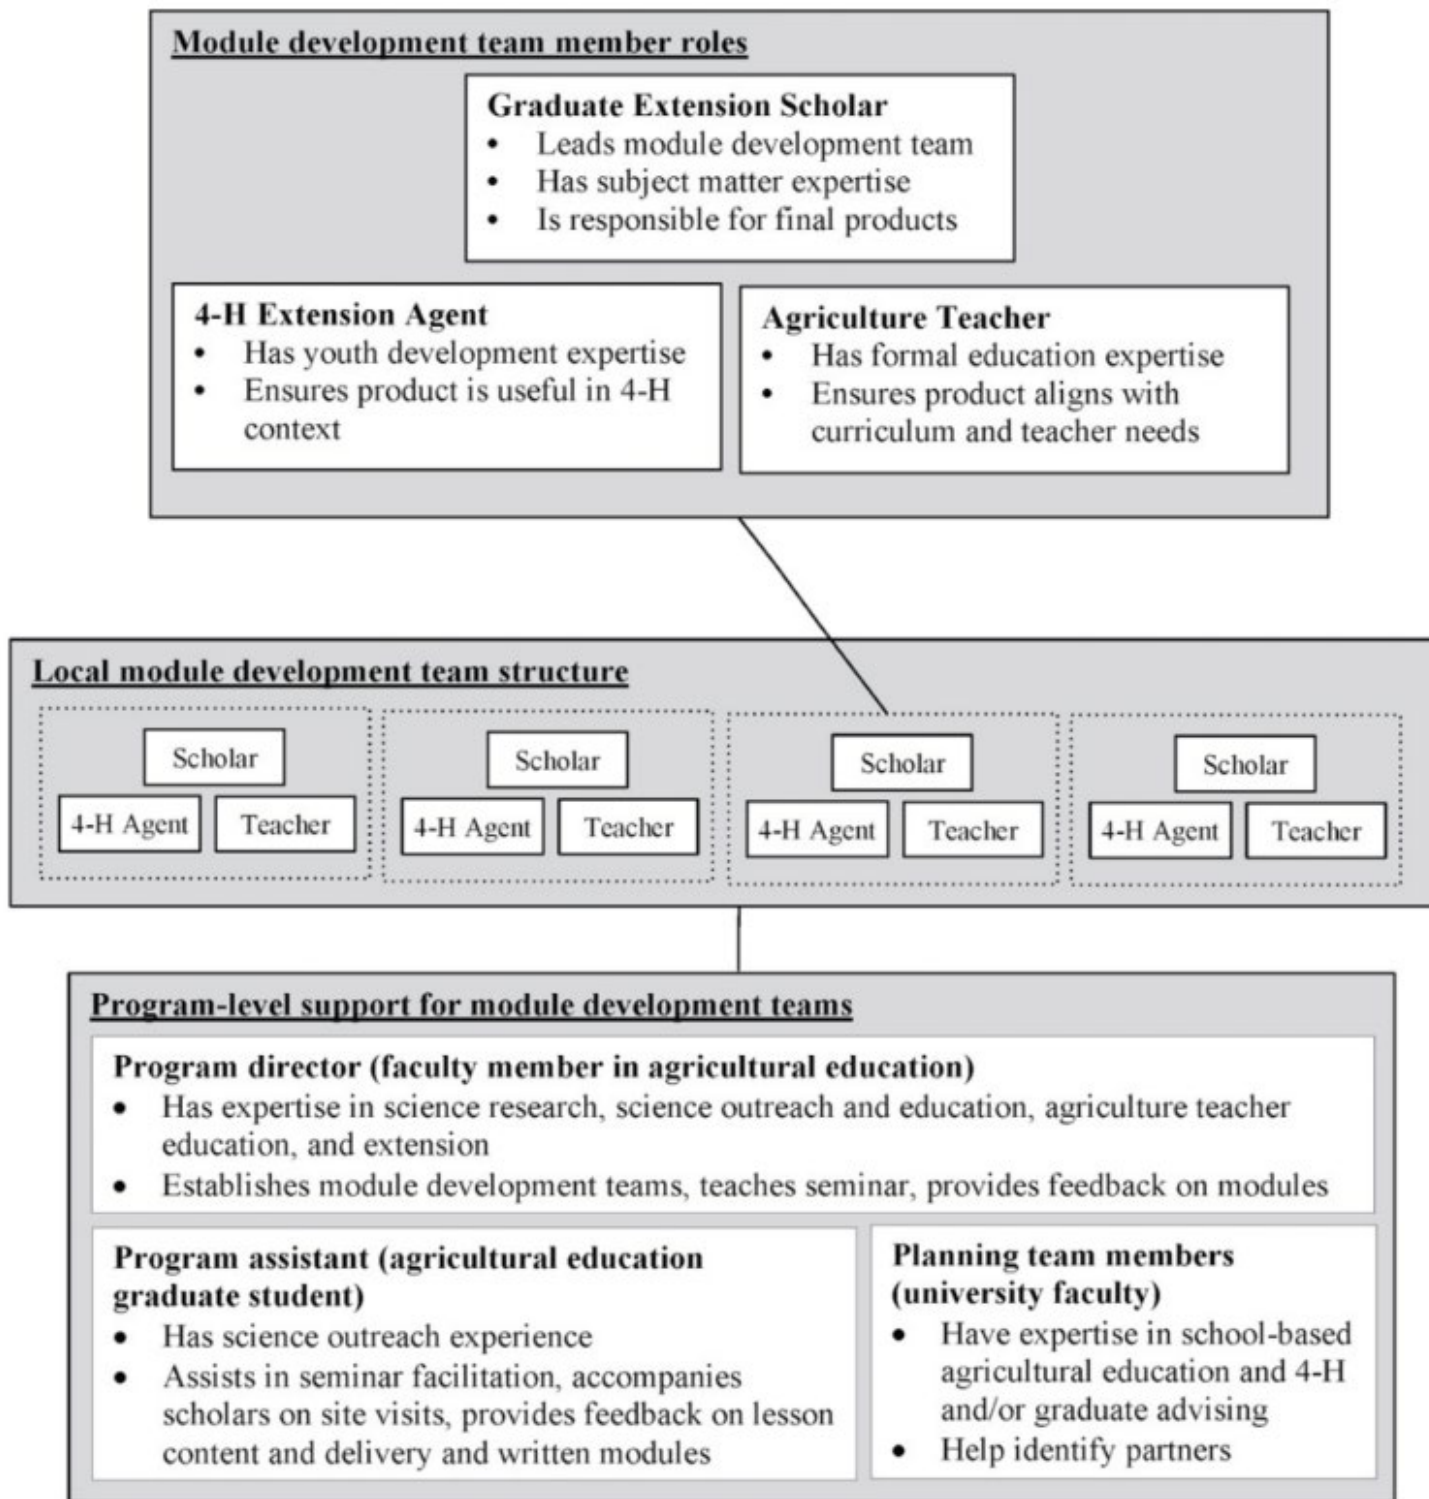 Module development team member roles
Graduate Extension Scholar
• Leads module development team
• Has subject matter expertise
• Is responsible for final products
4-H Extension Agent
• Has youth development expertise
• Ensures product is useful in 4-H
context
Agriculture Teacher
• Has formal education expertise
• Ensures product aligns with
curriculum and teacher needs
Local module development team structure
Scholar
4-H Agent
Teacher
Scholar
4-H Agent
Teacher
Scholar
4-H Agent
Teacher
Scholar
4-H Agent
Teacher
Program-level support for module development teams
Program director (faculty member in agricultural education)
• Has expertise in science research, science outreach and education, agriculture teacher
education, and extension
• Establishes module development teams, teaches seminar, provides feedback on modules
Program assistant (agricultural education
graduate student)
• Has science outreach experience
• Assists in seminar facilitation, accompanies
scholars on site visits, provides feedback on lesson
content and delivery and written modules
Planning team members
(university faculty)
• Have expertise in school-based
agricultural education and 4-H
and/or graduate advising
• Help identify partners